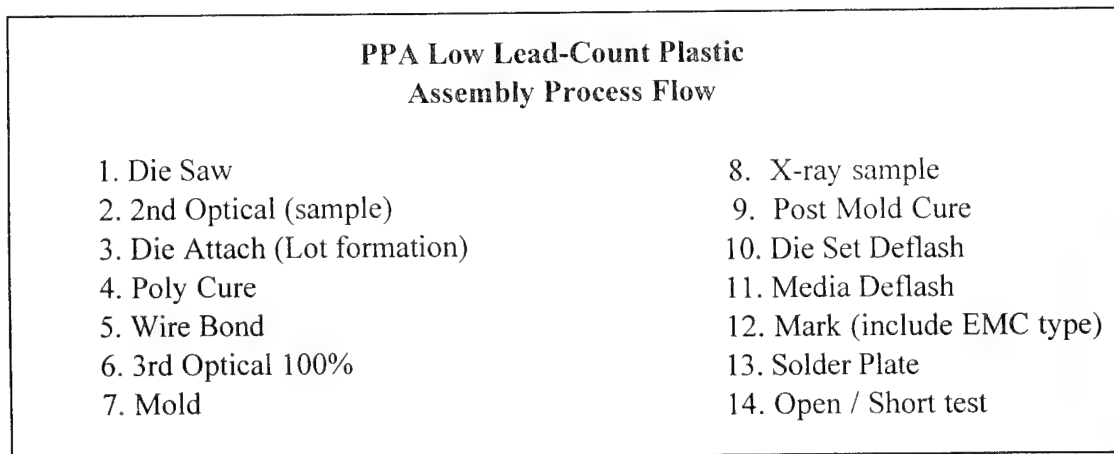 PPA Low Lead-Count Plastic
Assembly Process Flow
1. Die Saw
2. 2nd Optical (sample)
3. Die Attach (Lot formation)
4. Poly Cure
5. Wire Bond
6. 3rd Optical 100%
7. Mold
8. X-ray sample
9. Post Mold Cure
10. Die Set Deflash
11. Media Deflash
12. Mark (include EMC type)
13. Solder Plate
14. Open / Short test